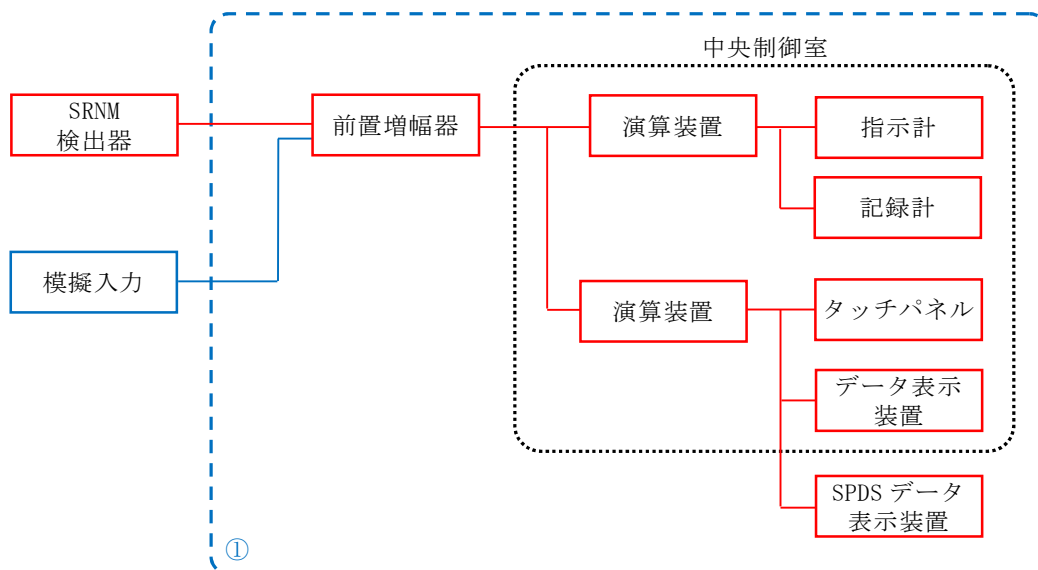 中央制御室
SRNM
検出器
前置増幅器
演算装置
指示計
記録計
模擬入力
演算装置
タッチパネル
データ表示
装置
SPDS データ
表示装置
①